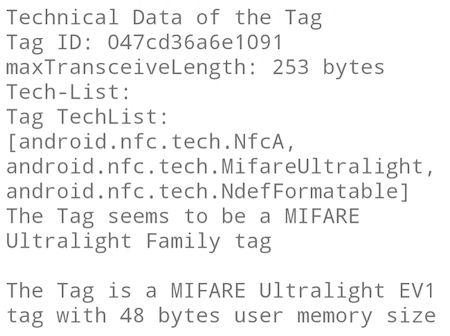 Technical Data of the Tag
Tag ID: 047cd36a6e1091
maxTransceiveLength: 253 bytes
Tech-List:
Tag TechList:
[android.nfc.tech.NfcA,
android.nfc.tech.MifareUltralight,
android.nfc.tech.NdefFormatable]
The Tag seems to be a MIFARE
Ultralight Family tag

The Tag is a MIFARE Ultralight EV1
tag with 48 bytes user memory size